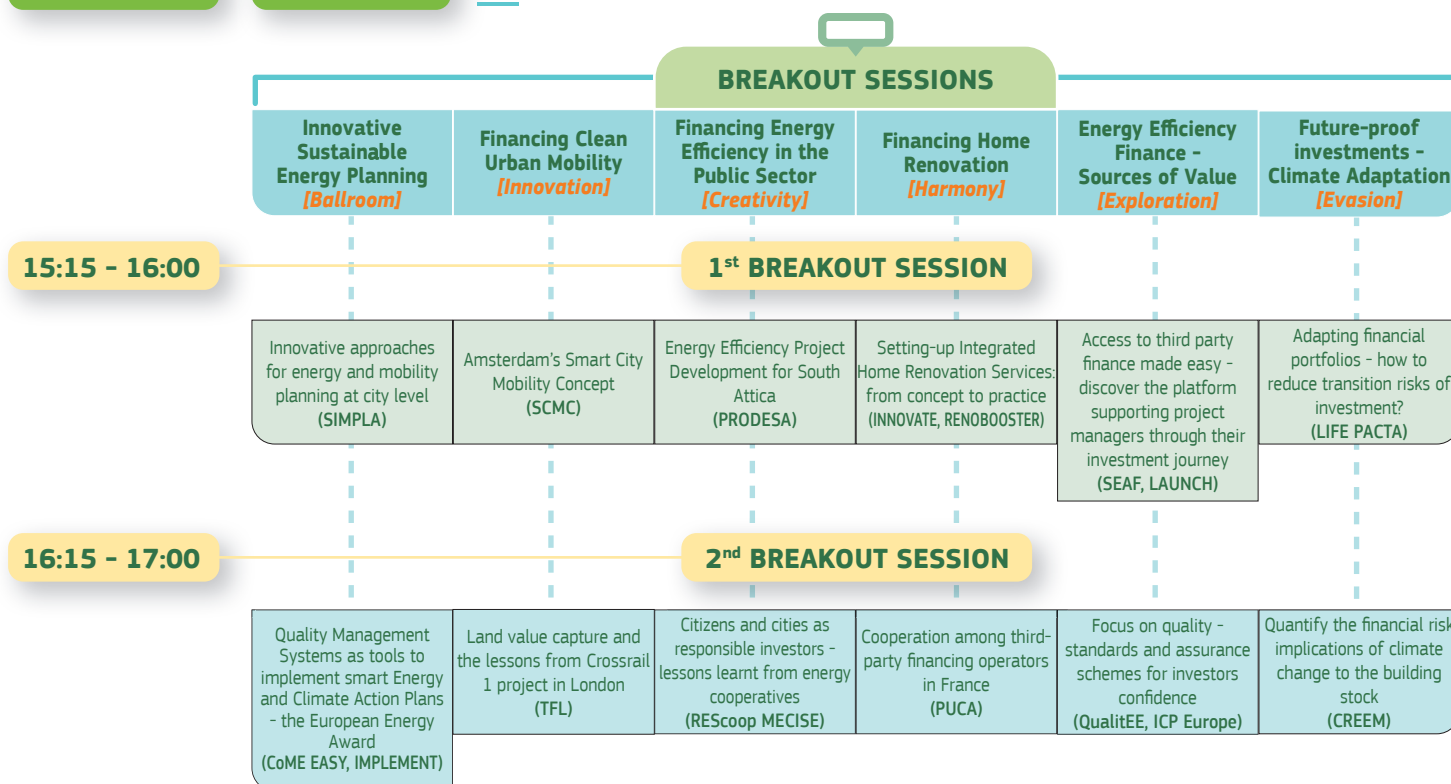 BREAKOUT SESSIONS
Innovative
Sustainable
Energy Planning
[Ballroom]
Financing Clean
Urban Mobility
[Innovation]
Financing Energy
Efficiency in the
Public Sector
[Creativity]
Financing Home
Renovation
[Harmony]
Energy Efficiency
Finance -
Sources of Value
[Exploration]
Future-proof
investments -
Climate Adaptation
[Evasion]
15:15 - 16:00
1st BREAKOUT SESSION
Innovative approaches
for energy and mobility
planning at city level
(SIMPLA)
Amsterdam's Smart City
Mobility Concept
(SCMC)
Energy Efficiency Project
Development for South
Attica
(PRODESA)
Setting-up Integrated
Home Renovation Services:
from concept to practice
(INNOVATE, RENOBOOSTER)
Access to third party
finance made easy -
discover the platform
supporting project
managers through their
investment journey
(SEAF, LAUNCH)
Adapting financial
portfolios - how to
reduce transition risks of
investment?
(LIFE PACTA)
16:15 - 17:00
2nd BREAKOUT SESSION
Quality Management
Systems as tools to
implement smart Energy
and Climate Action Plans
- the European Energy
Award
(CoME EASY, IMPLEMENT)
Land value capture and
the lessons from Crossrail
1 project in London
(TFL)
Citizens and cities as
responsible investors -
lessons learnt from energy
cooperatives
(REScoop MECISE)
Cooperation among third-
party financing operators
in France
(PUCA)
Focus on quality -
standards and assurance
schemes for investors
confidence
(QualitEE, ICP Europe)
Quantify the financial risk
implications of climate
change to the building
stock
(CREEM)